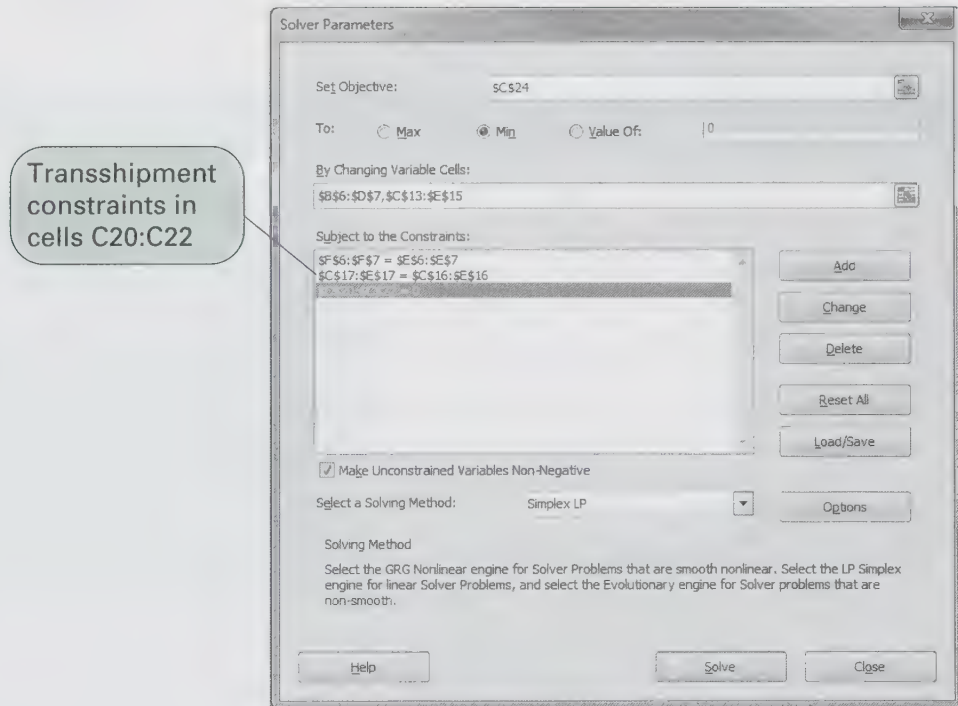 Solver Parameters
Set Objective: $C$24
To: Max Min Value Of: 0
By Changing Variable Cells:
$B$6:$D$7,$C$13:$E$15
Transshipment
constraints in
cells C20:C22
Subject to the Constraints:
$F$6:$F$7 = $E$6:$E$7
$C$17:$E$17 = $C$16:$E$16
Add
Change
Delete
Reset All
Load/Save
Make Unconstrained Variables Non-Negative
Select a Solving Method: Simplex LP
Options
Solving Method
Select the GRG Nonlinear engine for Solver Problems that are smooth nonlinear. Select the LP Simplex
engine for linear Solver Problems, and select the Evolutionary engine for Solver problems that are
non-smooth.
Help
Solve
Close